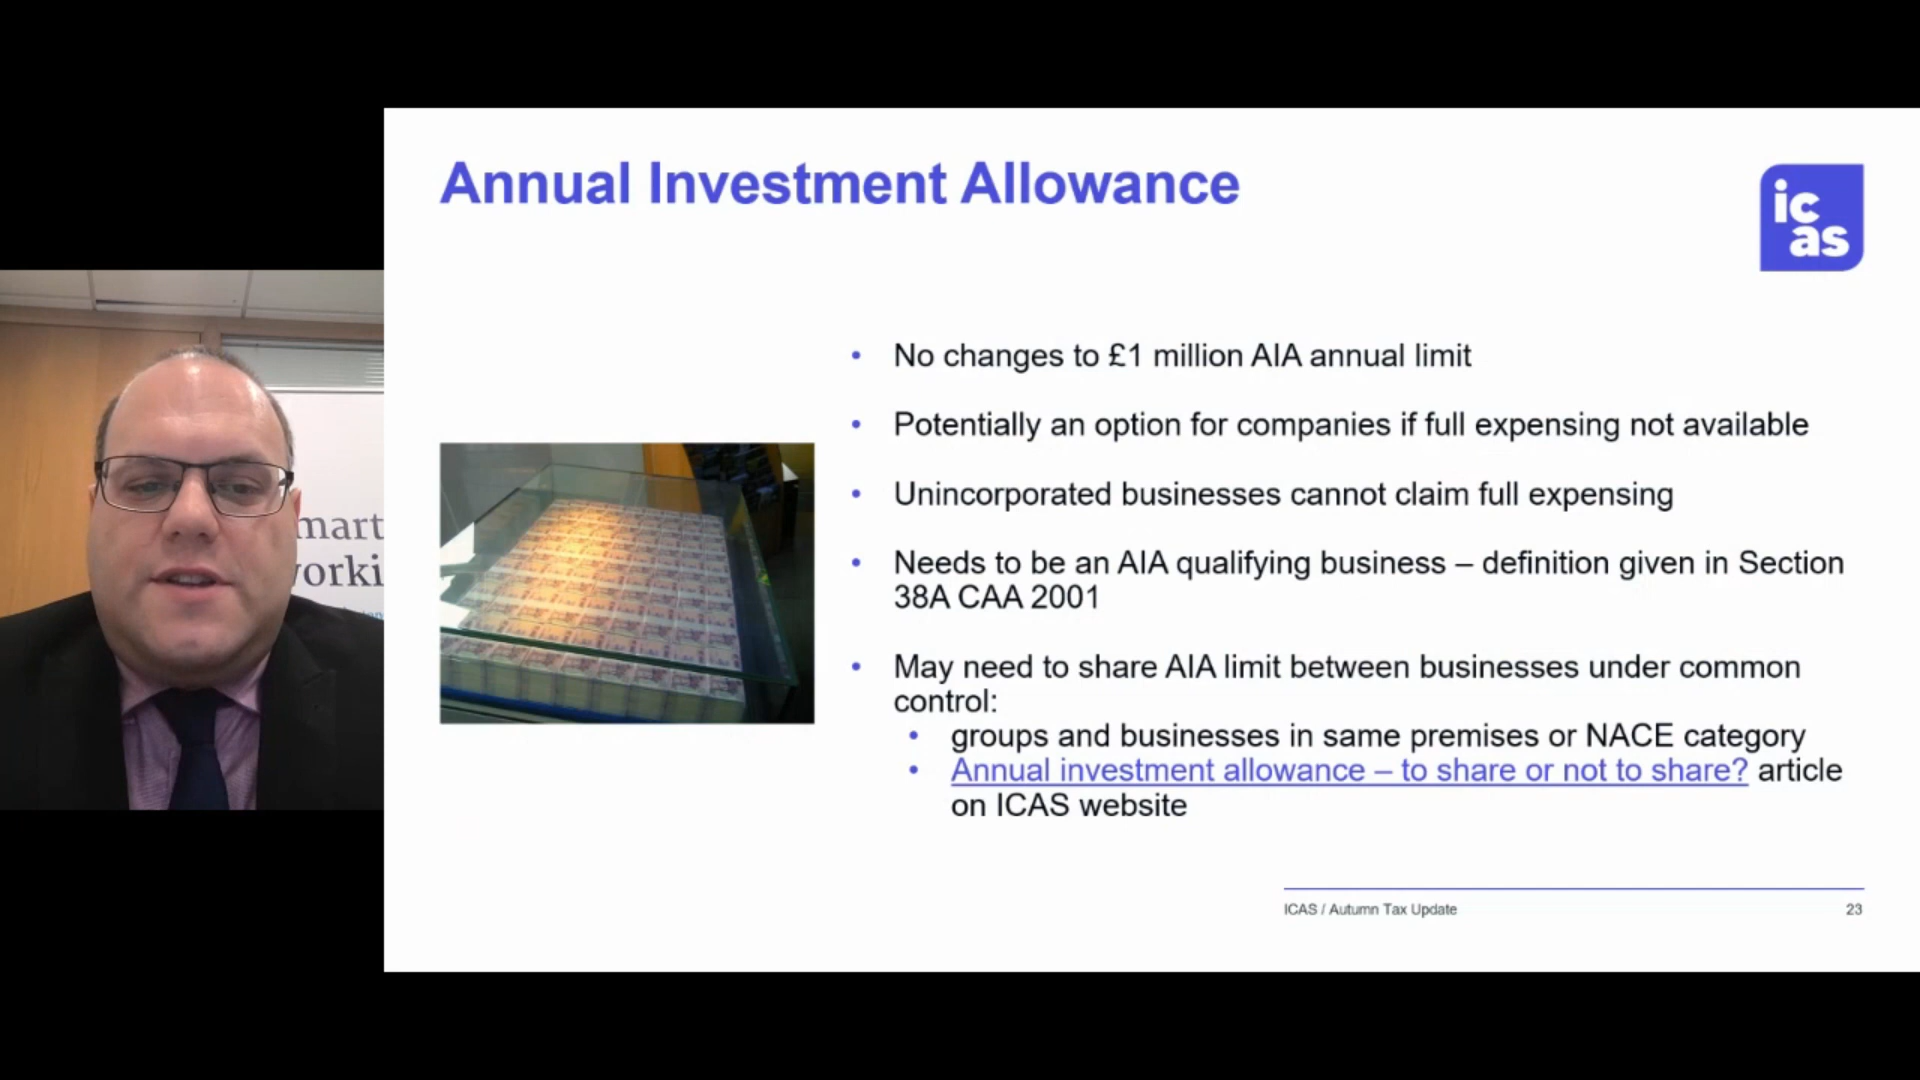 Annual Investment Allowance
ic
as
• No changes to £1 million AIA annual limit
• Potentially an option for companies if full expensing not available
• Unincorporated businesses cannot claim full expensing
• Needs to be an AIA qualifying business – definition given in Section
38A CAA 2001
• May need to share AIA limit between businesses under common
control:
• groups and businesses in same premises or NACE category
• Annual investment allowance – to share or not to share? article
on ICAS website
mart
orki
ICAS / Autumn Tax Update
23